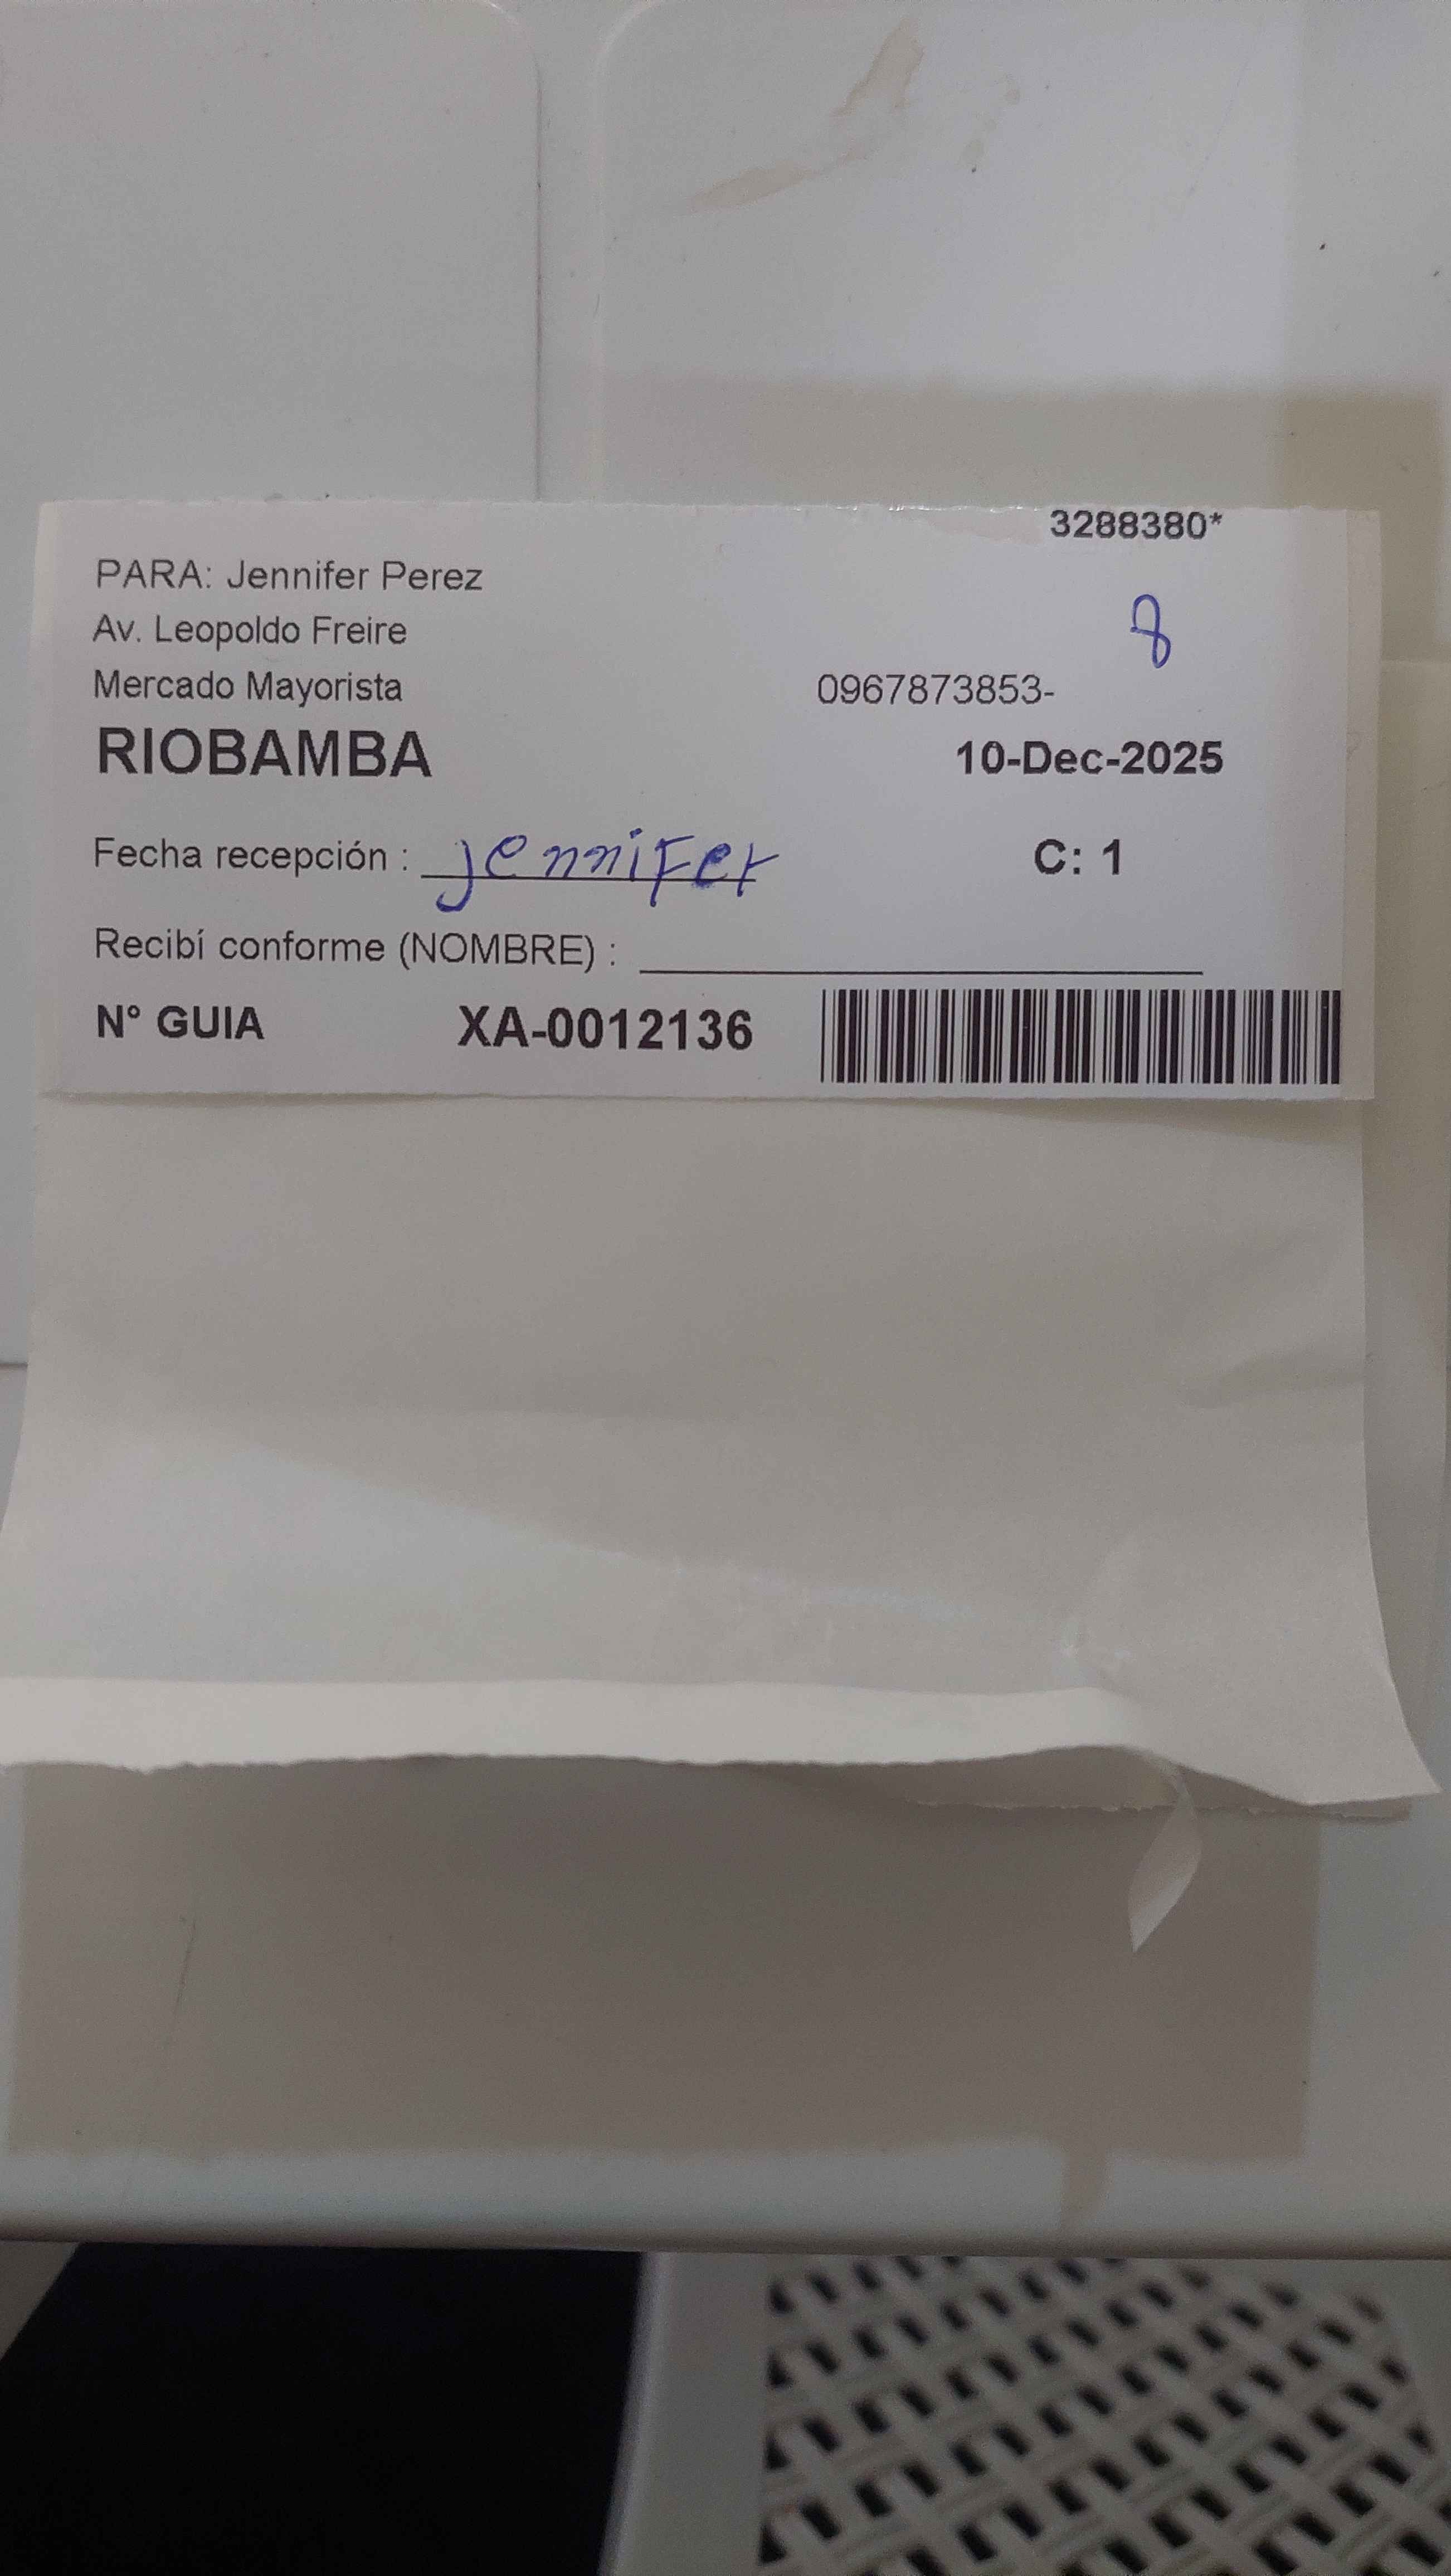 3288380*
PARA: Jennifer Perez
8
Av. Leopoldo Freire
Mercado Mayorista 0967873853-
RIOBAMBA 10-Dec-2025
Fecha recepción : Jennifer C: 1
Recibí conforme (NOMBRE) :
N° GUIA XA-0012136